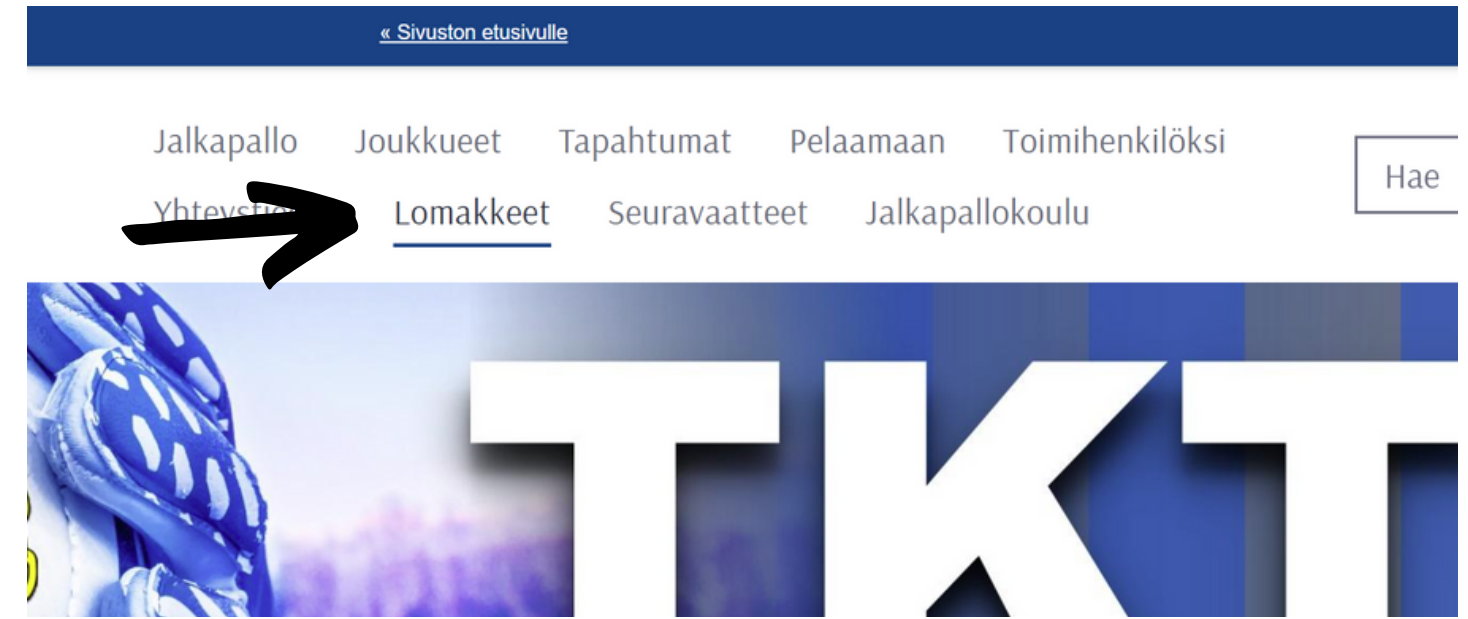 « Sivuston etusivulle
Jalkapallo Joukkueet Tapahtumat Pelaamaan Toimihenkilöksi
Hae
Lomakkeet Seuravaatteet Jalkapallokoulu
TKT